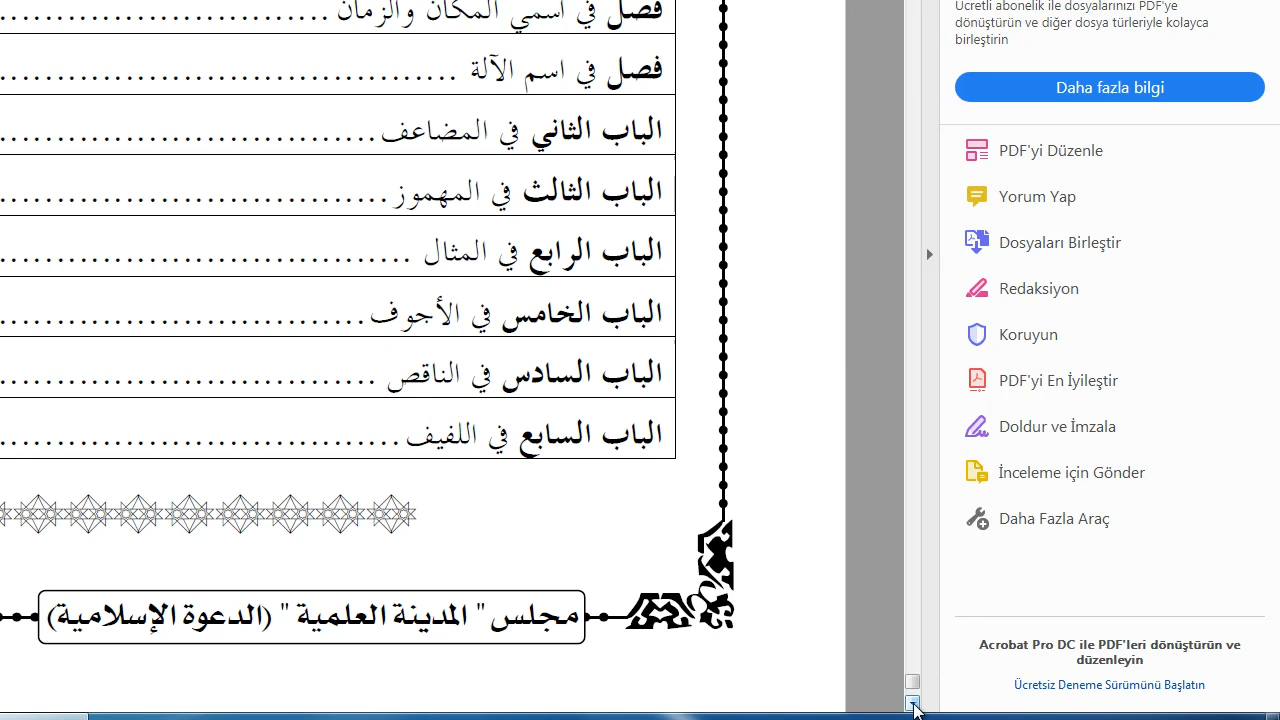 فصل في اسمي المكان والزمان..............................
فصل في اسم الآلة ........................................
الباب الثاني في المضاعف.................................
الباب الثالث في المهموز..................................
الباب الرابع في المثال ....................................
الباب الخامس في الأجوف...............................
الباب السادس في الناقص .................................
الباب السابع في اللفيف...................................
مجلس " المدينة العلمية " (الدعوة الإسلامية)
Ücretli abonelik ile dosyalarınızı PDF'ye
dönüştürün ve diğer dosya türleriyle kolayca
birleştirin
Daha fazla bilgi
PDF'yi Düzenle
Yorum Yap
Dosyaları Birleştir
Redaksiyon
Koruyun
PDF'yi En İyileştir
Doldur ve İmzala
İnceleme için Gönder
Daha Fazla Araç
Acrobat Pro DC ile PDF'leri dönüştürün ve
düzenleyin
Ücretsiz Deneme Sürümünü Başlatın